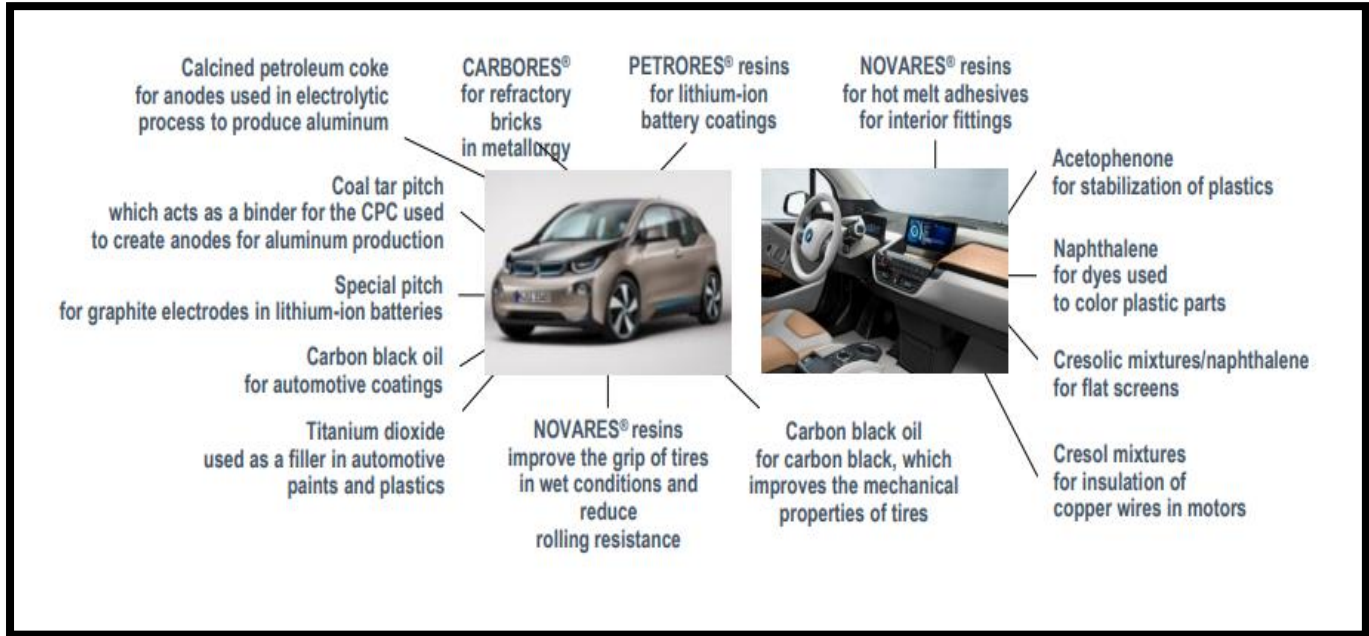 Calcined petroleum coke
for anodes used in electrolytic
process to produce aluminum
CARBORES®
for refractory
bricks
in metallurgy
PETRORES® resins
for lithium-ion
battery coatings
NOVARES® resins
for hot melt adhesives
for interior fittings
Coal tar pitch
which acts as a binder for the CPC used
to create anodes for aluminum production
Special pitch
for graphite electrodes in lithium-ion batteries
Carbon black oil
for automotive coatings
Titanium dioxide
used as a filler in automotive
paints and plastics
NOVARES® resins
improve the grip of tires
in wet conditions and
reduce
rolling resistance
Carbon black oil
for carbon black, which
improves the mechanical
properties of tires
Acetophenone
for stabilization of plastics
Naphthalene
for dyes used
to color plastic parts
Cresolic mixtures/naphthalene
for flat screens
Cresol mixtures
for insulation of
copper wires in motors